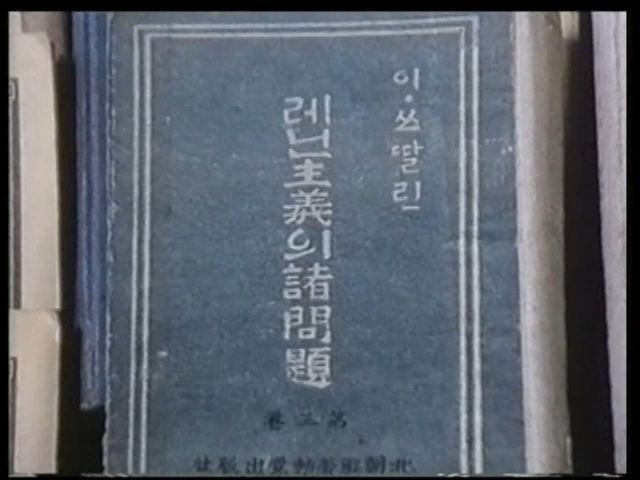 이·쓰딸린
레닌主義의諸問題
第三卷
北朝鮮勞動黨出版社